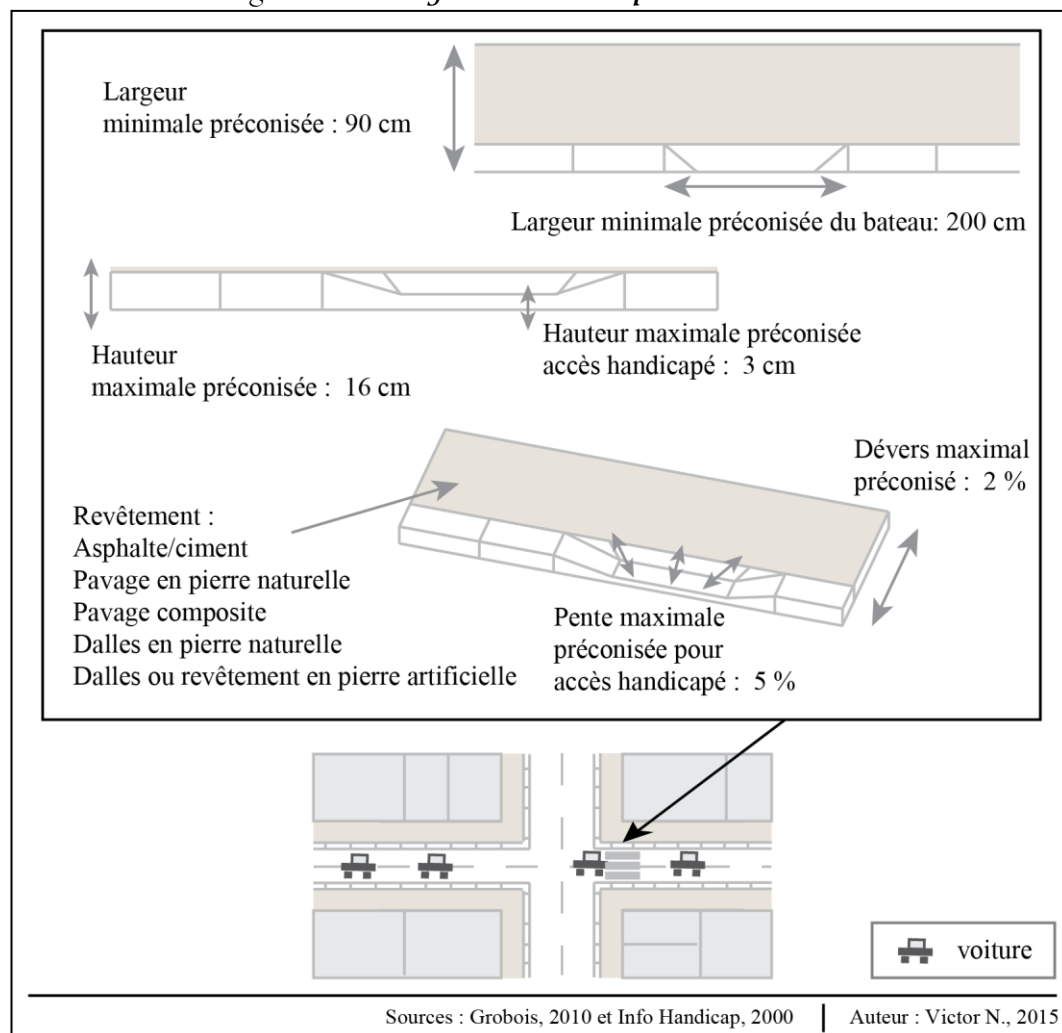 Largeur
minimale préconisée : 90 cm
Largeur minimale préconisée du bateau: 200 cm
Hauteur
maximale préconisée : 16 cm
Hauteur maximale préconisée
accès handicapé : 3 cm
Dévers maximal
préconisé : 2 %
Revêtement :
Asphalte/ciment
Pavage en pierre naturelle
Pavage composite
Dalles en pierre naturelle
Dalles ou revêtement en pierre artificielle
Pente maximale
préconisée pour
accès handicapé : 5 %
voiture
Sources : Grobois, 2010 et Info Handicap, 2000
Auteur : Victor N., 2015